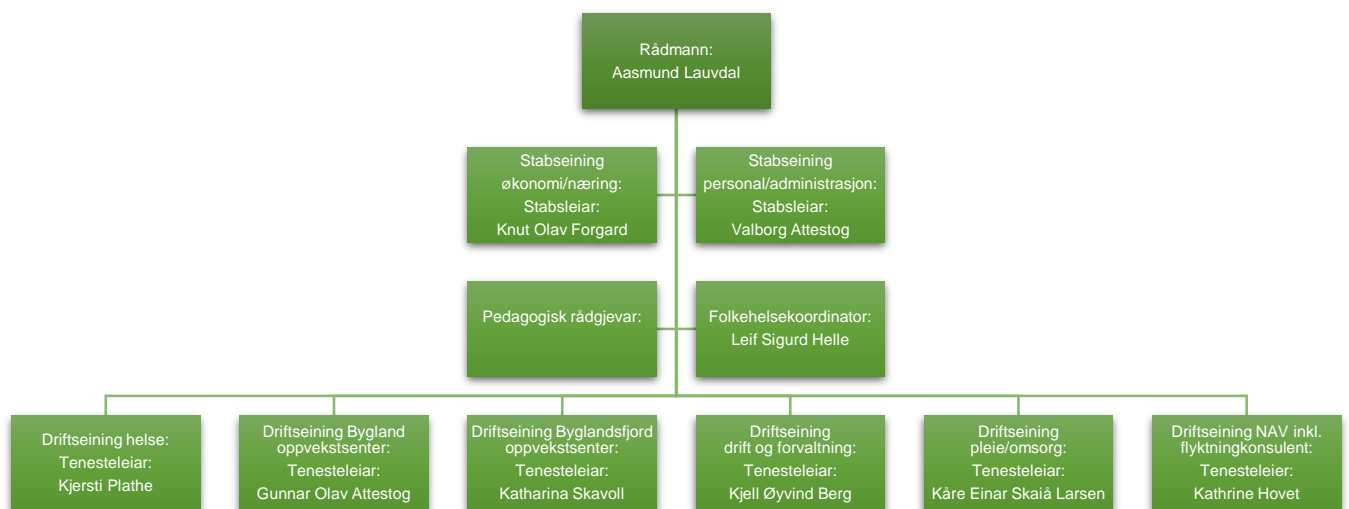 Rådmann:
Aasmund Lauvdal
Stabseining
økonomi/næring:
Stabsleiar:
Knut Olav Forgard
Stabseining
personal/administrasjon:
Stabsleiar:
Valborg Attestog
Pedagogisk rådgjevar:
Folkehelsekoordinator:
Leif Sigurd Helle
Driftseining helse:
Tenesteleiar:
Kjersti Plathe
Driftseining Bygland
oppvekstsenter:
Tenesteleiar:
Gunnar Olav Attestog
Driftseining Byglandsfjord
oppvekstsenter:
Tenesteleiar:
Katharina Skavoll
Driftseining
drift og forvaltning:
Tenesteleiar:
Kjell Øyvind Berg
Driftseining
pleie/omsorg:
Tenesteleiar:
Kåre Einar Skaiå Larsen
Driftseining NAV inkl.
flyktningkonsulent:
Tenesteleier:
Kathrine Hovet